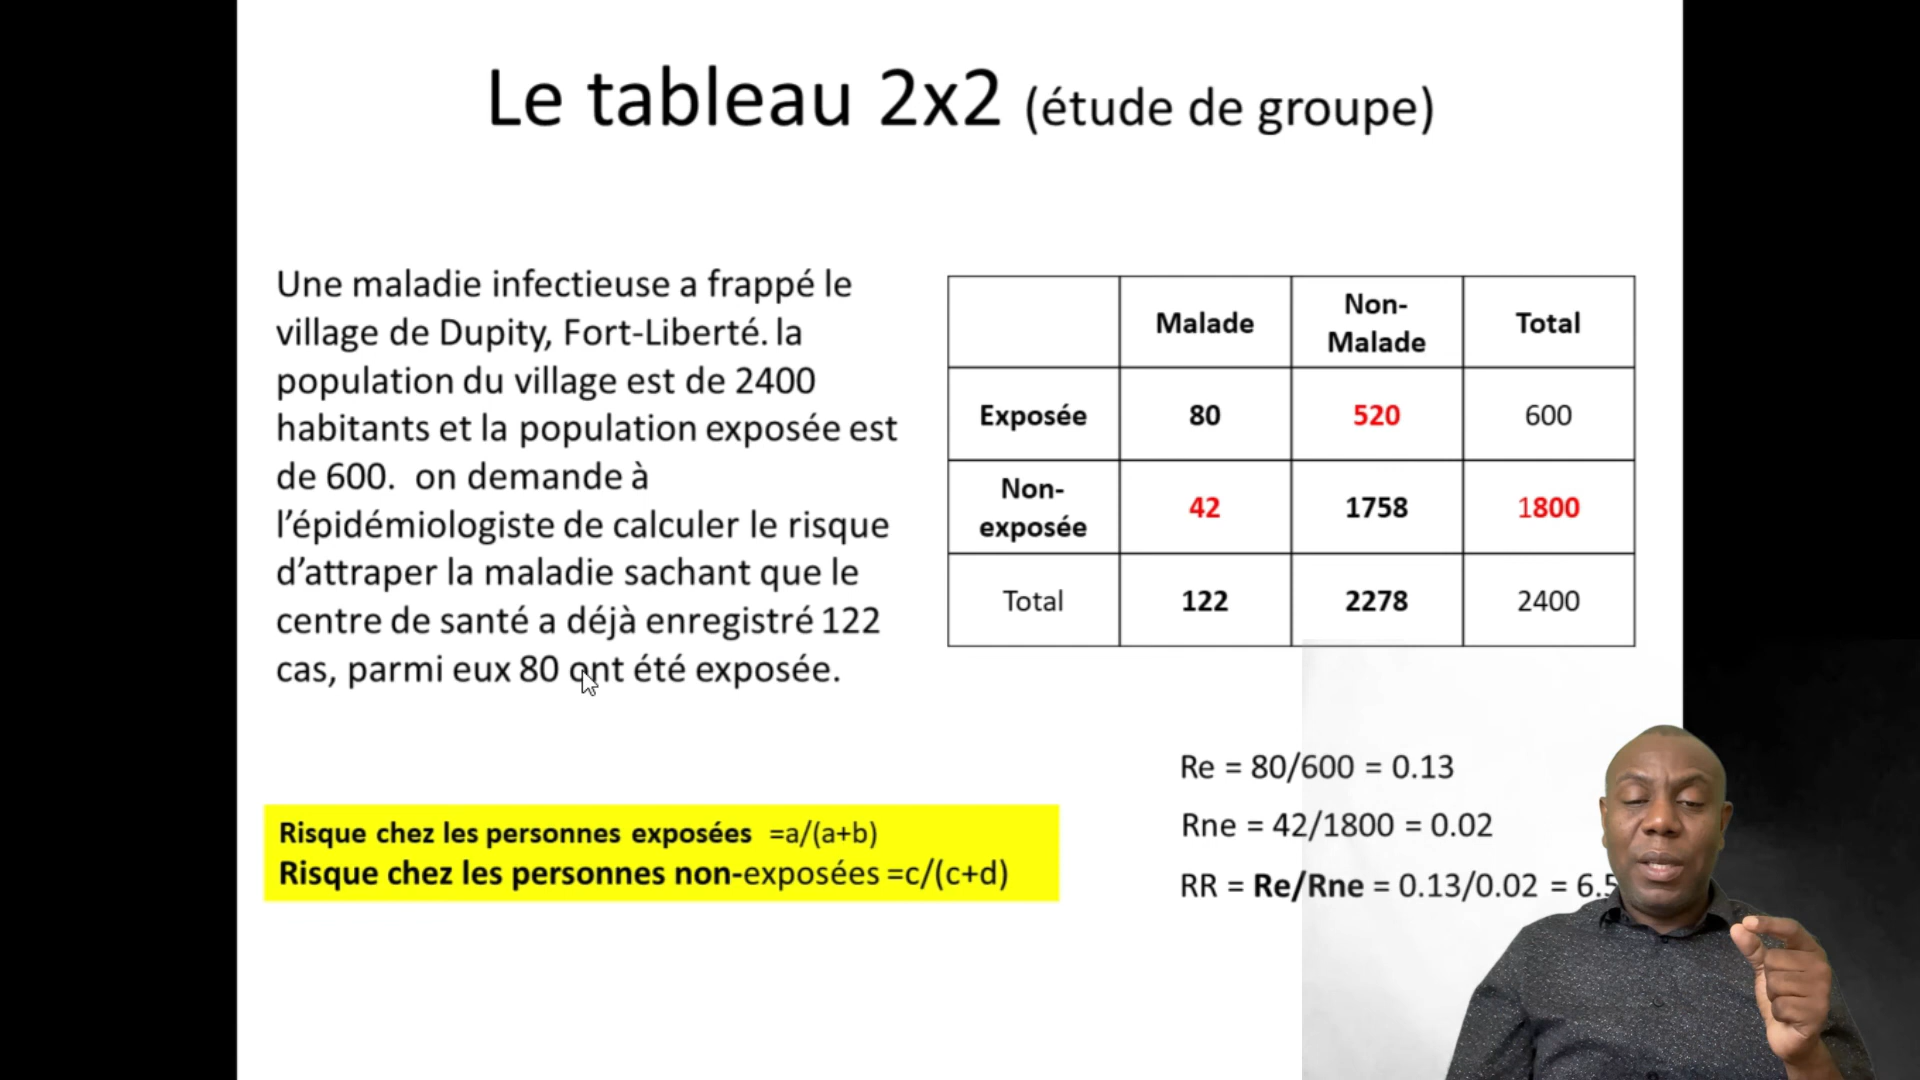 Le tableau 2x2 (étude de groupe)
Une maladie infectieuse a frappé le
village de Dupity, Fort-Liberté. la
population du village est de 2400
habitants et la population exposée est
de 600.  on demande à
l’épidémiologiste de calculer le risque
d’attraper la maladie sachant que le
centre de santé a déjà enregistré 122
cas, parmi eux 80 ont été exposée.
Malade
Non-
Malade
Total
Exposée 80 520 600
Non-
exposée
42 1758 1800
Total 122 2278 2400
Re = 80/600 = 0.13
Rne = 42/1800 = 0.02
RR = Re/Rne = 0.13/0.02 = 6.5
Risque chez les personnes exposées  =a/(a+b)
Risque chez les personnes non-exposées =c/(c+d)